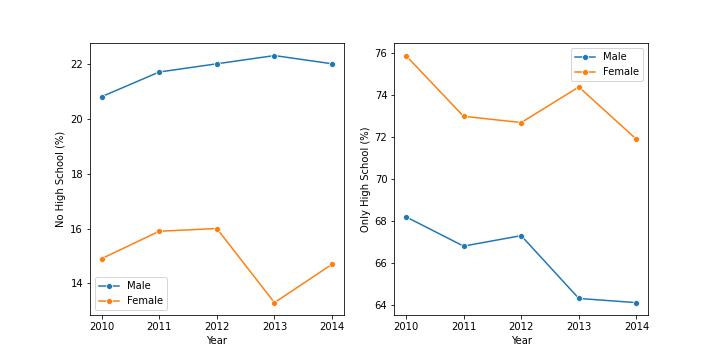 No High School (%)
22
20
18
16
14
Male
Female
2010 2011 2012 2013 2014
Year
Only High School (%)
76
74
72
70
68
66
64
Male
Female
2010 2011 2012 2013 2014
Year